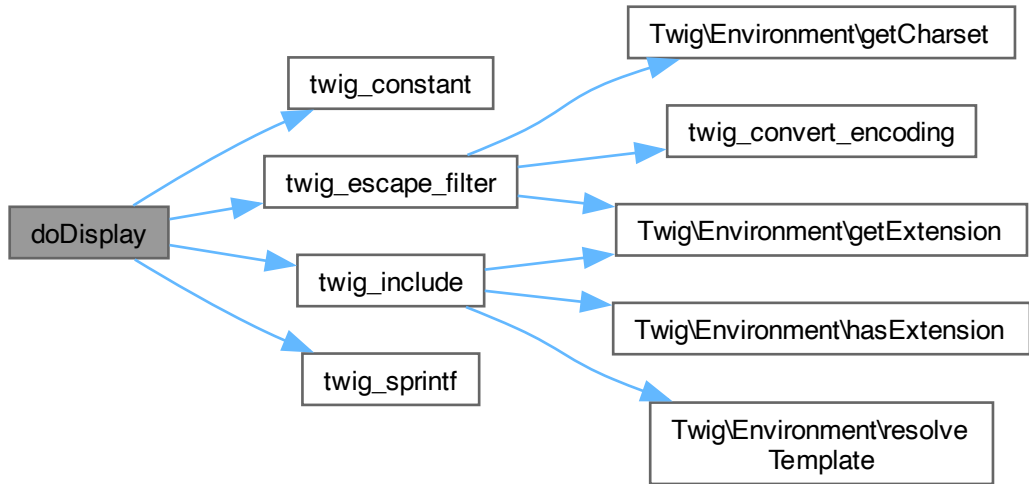 doDisplay
twig_constant
twig_escape_filter
twig_include
twig_sprintf
Twig\Environment\getCharset
twig_convert_encoding
Twig\Environment\getExtension
Twig\Environment\hasExtension
Twig\Environment\resolve
Template